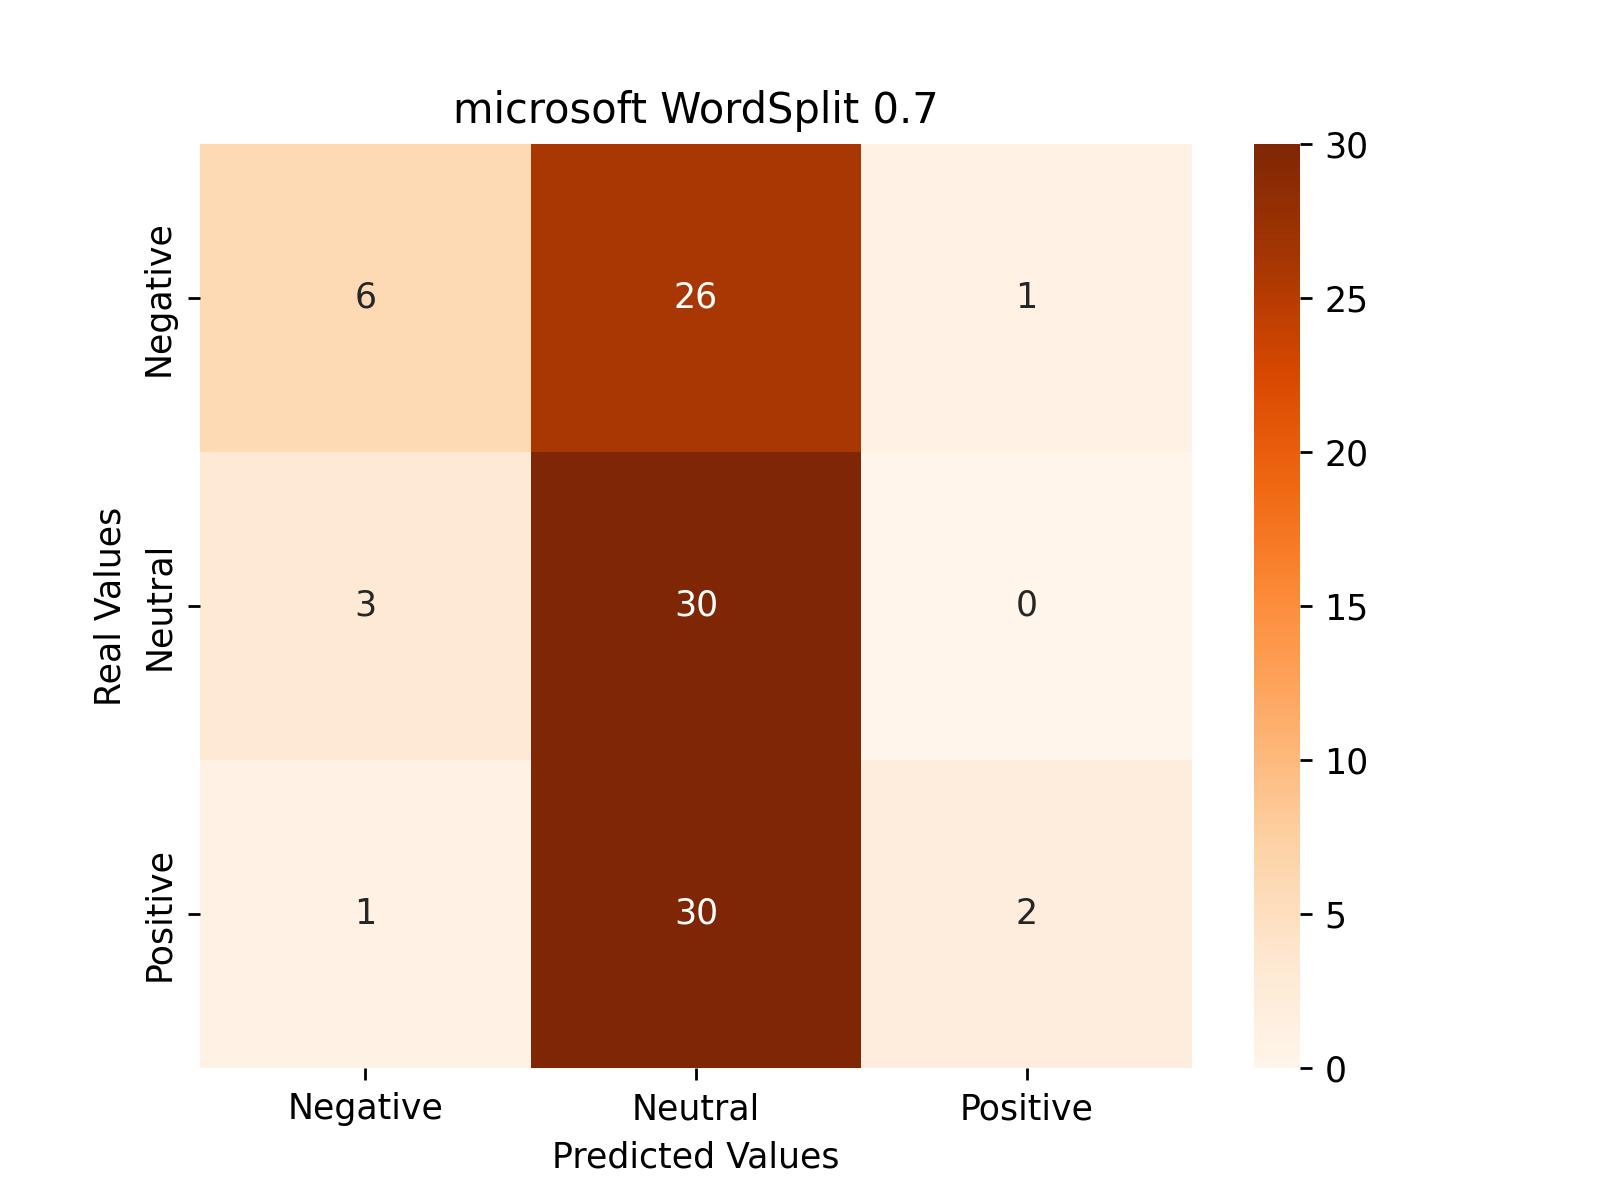 microsoft WordSplit 0.7
Real Values
Negative
6 26 1
Neutral
3 30 0
Positive
1 30 2
Negative Neutral Positive
Predicted Values
30
25
20
15
10
5
0